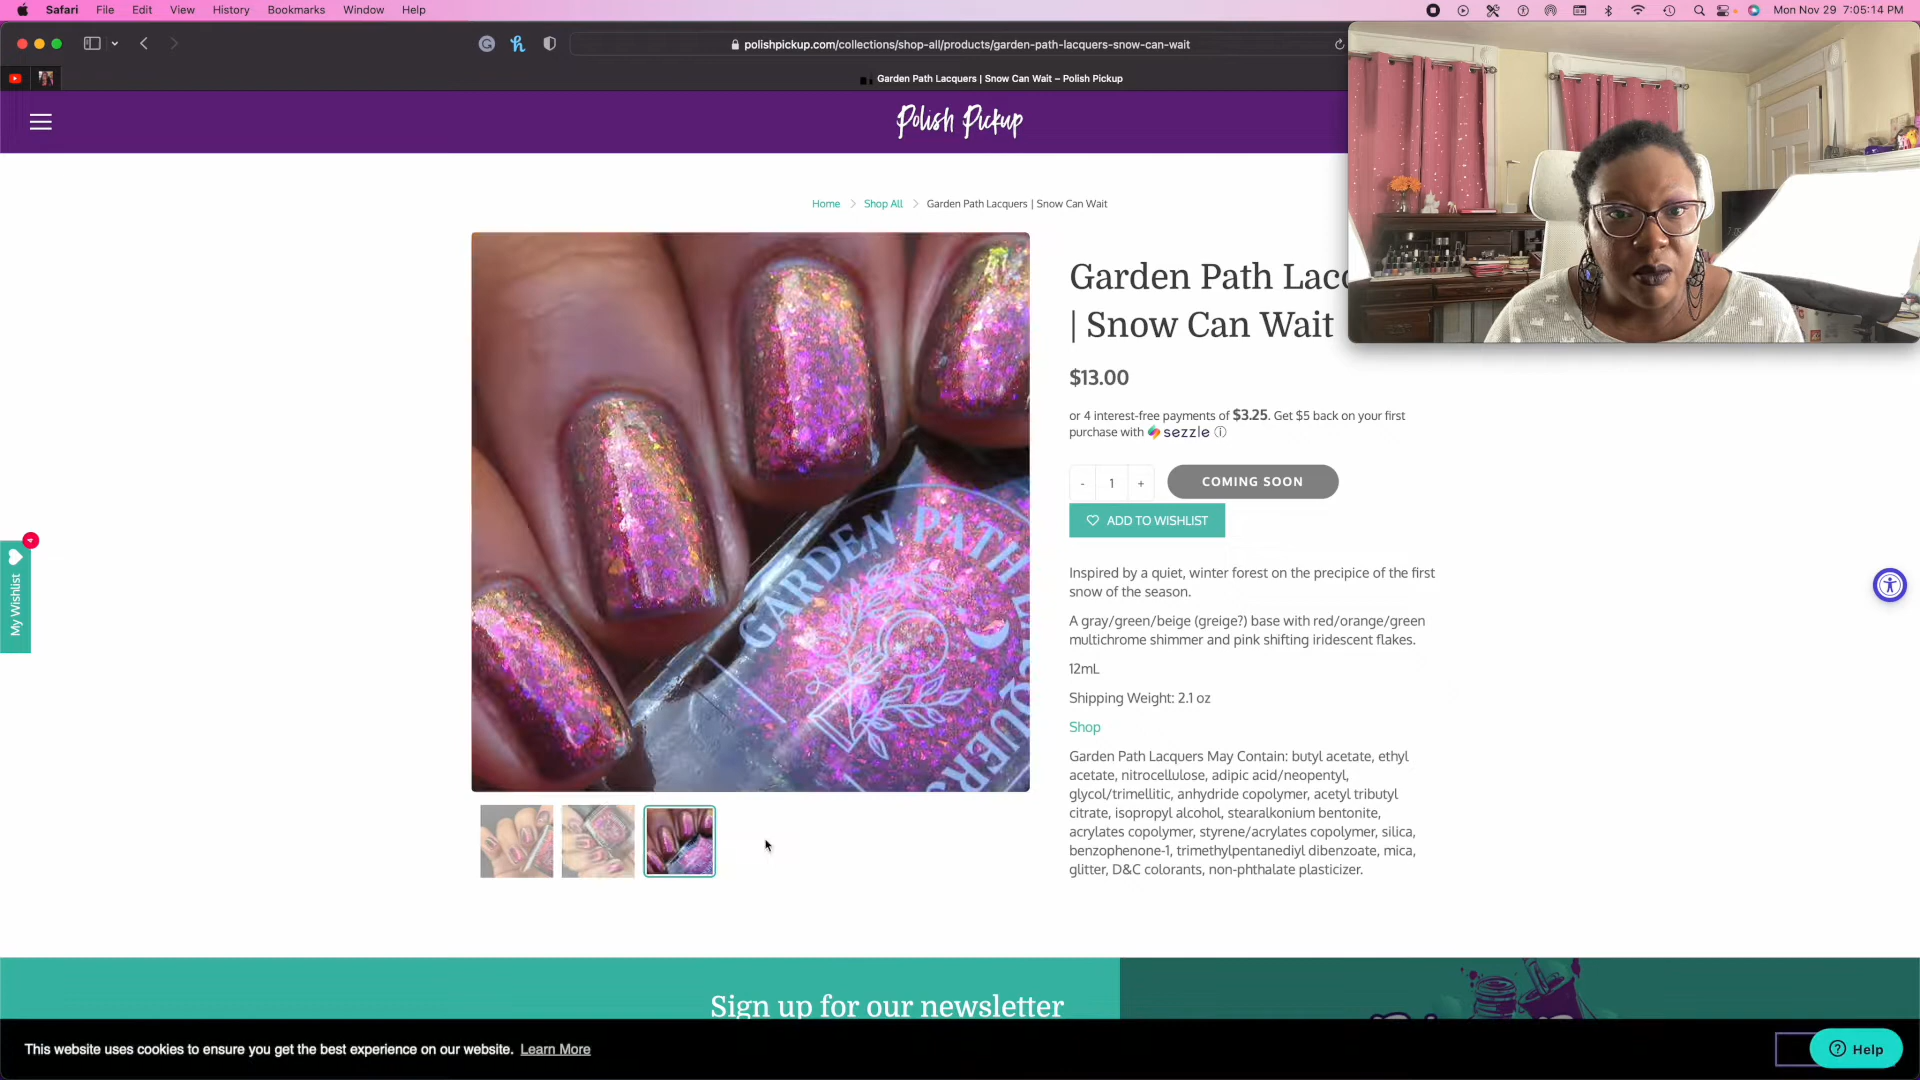 Safari File Edit View History Bookmarks Window Help
Mon Nov 29 7:05:14 PM
polishpickup.com/collections/shop-all/products/garden-path-lacquers-snow-can-wait
Garden Path Lacquers | Snow Can Wait – Polish Pickup
Polish Pickup
Home > Shop All > Garden Path Lacquers | Snow Can Wait
Garden Path Lac
| Snow Can Wait
$13.00
or 4 interest-free payments of $3.25. Get $5 back on your first
purchase with sezzle
- 1 + COMING SOON
ADD TO WISHLIST
GARDEN PATH
LACQUERS
My Wishlist
Inspired by a quiet, winter forest on the precipice of the first
snow of the season.
A gray/green/beige (greige?) base with red/orange/green
multichrome shimmer and pink shifting iridescent flakes.
12mL
Shipping Weight: 2.1 oz
Shop
Garden Path Lacquers May Contain: butyl acetate, ethyl
acetate, nitrocellulose, adipic acid/neopentyl,
glycol/trimellitic, anhydride copolymer, acetyl tributyl
citrate, isopropyl alcohol, stearalkonium bentonite,
acrylates copolymer, styrene/acrylates copolymer, silica,
benzophenone-1, trimethylpentanediyl dibenzoate, mica,
glitter, D&C colorants, non-phthalate plasticizer.
Sign up for our newsletter
This website uses cookies to ensure you get the best experience on our website. Learn More
Help